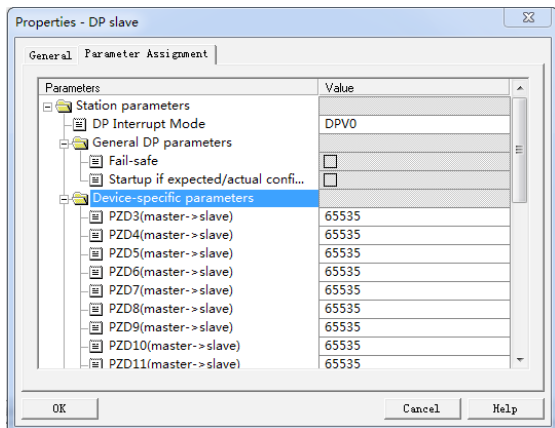 Properties - DP slave
General Parameter Assignment
Parameters Value
Station parameters
DP Interrupt Mode DPV0
General DP parameters
Fail-safe
Startup if expected/actual confi...
Device-specific parameters
PZD3(master->slave) 65535
PZD4(master->slave) 65535
PZD5(master->slave) 65535
PZD6(master->slave) 65535
PZD7(master->slave) 65535
PZD8(master->slave) 65535
PZD9(master->slave) 65535
PZD10(master->slave) 65535
PZD11(master->slave) 65535
OK Cancel Help